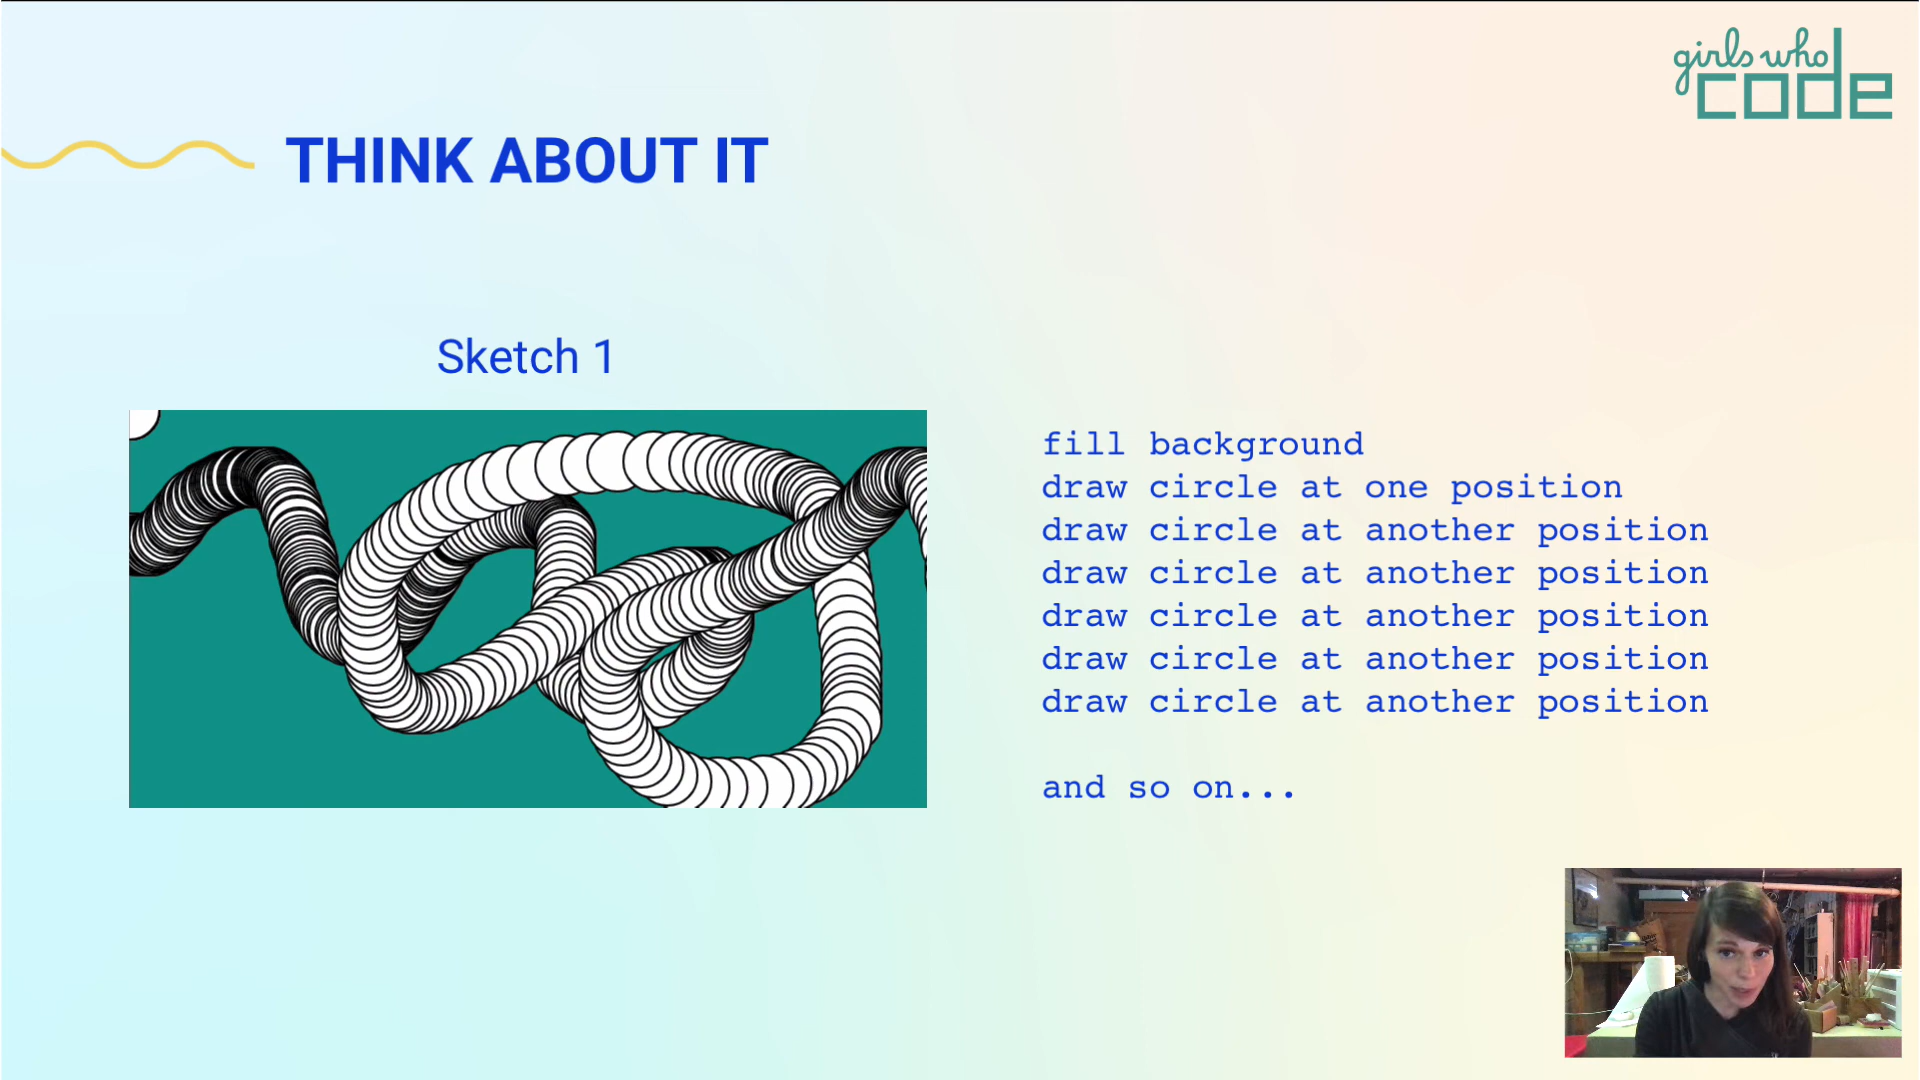 girls who
code
THINK ABOUT IT
Sketch 1
fill background
draw circle at one position
draw circle at another position
draw circle at another position
draw circle at another position
draw circle at another position
draw circle at another position
and so on...